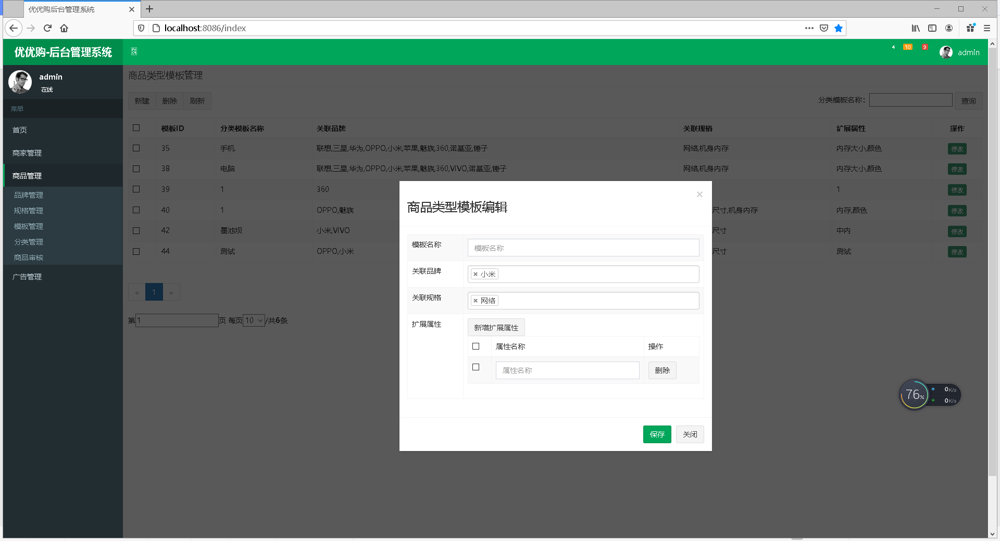 优优购后台管理系统
localhost:8086/index
优优购-后台管理系统
4 10 9 admin
admin
在线
菜单
首页
商家管理
商品管理
品牌管理
规格管理
模板管理
分类管理
商品审核
广告管理
商品类型模板管理
新建 删除 刷新
分类模板名称： 查询
模板ID 分类模板名称 关联品牌 关联规格 扩展属性 操作
35 手机 联想,三星,华为,OPPO,小米,苹果,魅族,360,诺基亚,锤子 网络,机身内存 内存大小,颜色 修改
38 电脑 联想,三星,华为,OPPO,小米,苹果,魅族,360,VIVO,诺基亚,锤子 网络,机身内存 内存大小,颜色 修改
39 1 360 1 修改
40 1 OPPO,魅族 尺寸,机身内存 内存,颜色 修改
42 墨池坝 小米,VIVO 尺寸 中内 修改
44 测试 OPPO,小米 尺寸 测试 修改
« 1 »
第1页 每页10/共6条
商品类型模板编辑
×
模板名称 模板名称
关联品牌 × 小米
关联规格 × 网络
扩展属性 新增扩展属性
属性名称 操作
属性名称 删除
保存 关闭
76%
0K/s
0K/s